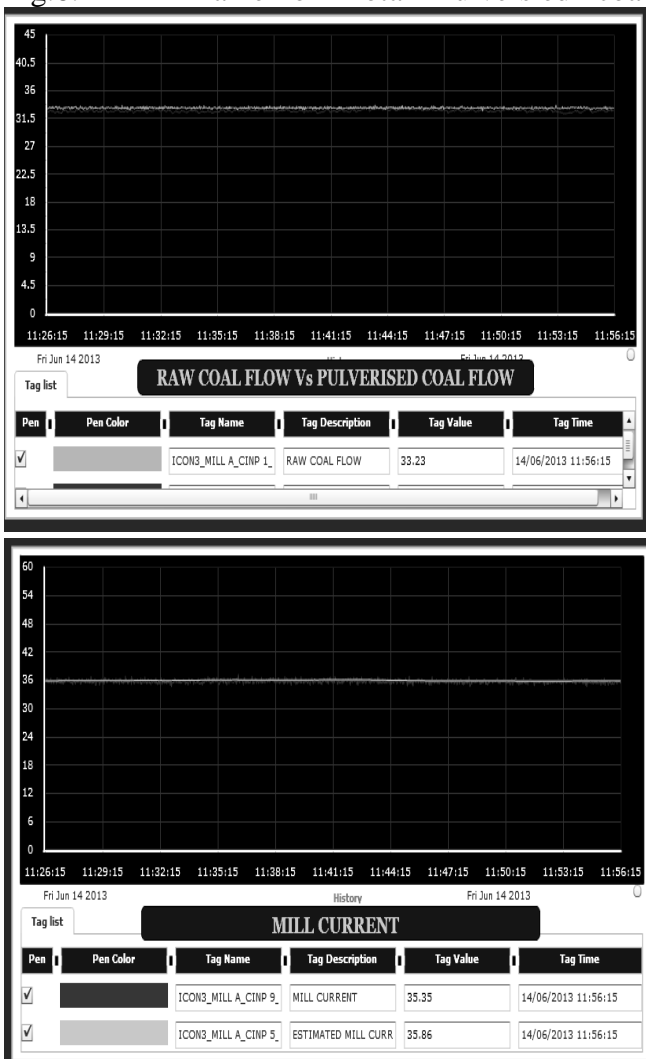 45
40.5
36
31.5
27
22.5
18
13.5
9
4.5
0
11:26:15 11:29:15 11:32:15 11:35:15 11:38:15 11:41:15 11:44:15 11:47:15 11:50:15 11:53:15 11:56:15
Fri Jun 14 2013 Fri Jun 14 2013
Tag list RAW COAL FLOW Vs PULVERISED COAL FLOW
Pen Pen Color Tag Name Tag Description Tag Value Tag Time
ICON3_MILL A_CINP 1_ RAW COAL FLOW 33.23 14/06/2013 11:56:15
60
54
48
42
36
30
24
18
12
6
0
11:26:15 11:29:15 11:32:15 11:35:15 11:38:15 11:41:15 11:44:15 11:47:15 11:50:15 11:53:15 11:56:15
Fri Jun 14 2013 History Fri Jun 14 2013
Tag list MILL CURRENT
Pen Pen Color Tag Name Tag Description Tag Value Tag Time
ICON3_MILL A_CINP 9_ MILL CURRENT 35.35 14/06/2013 11:56:15
ICON3_MILL A_CINP 5_ ESTIMATED MILL CURR 35.86 14/06/2013 11:56:15